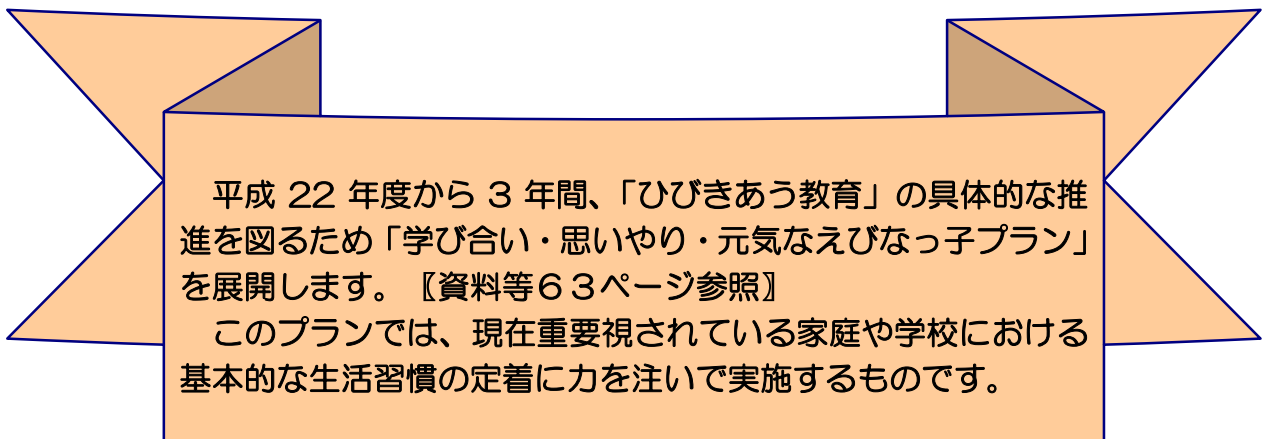 平成 22 年度から 3 年間、「ひびきあう教育」の具体的な推
進を図るため「学び合い・思いやり・元気なえびなっ子プラン」
を展開します。〖資料等６３ページ参照〗
このプランでは、現在重要視されている家庭や学校における
基本的な生活習慣の定着に力を注いで実施するものです。